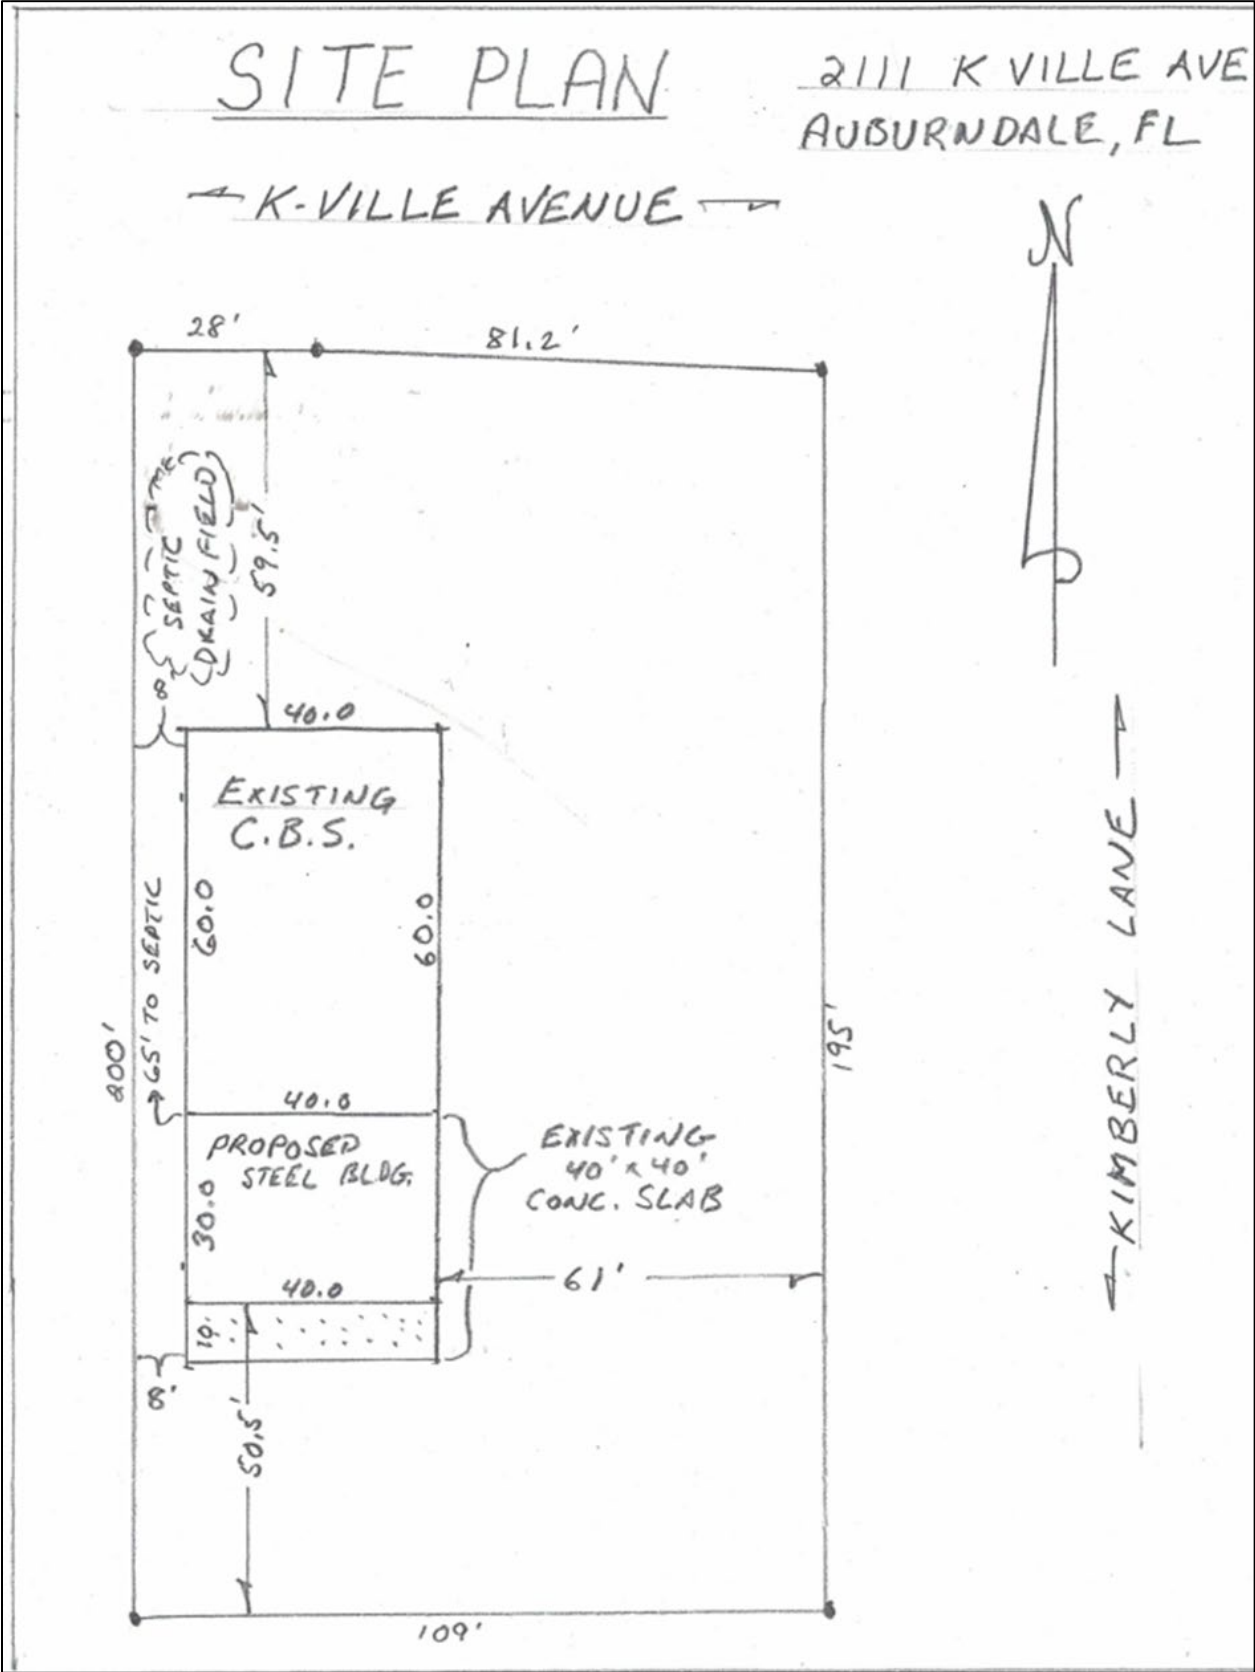 SITE PLAN
2111 K VILLE AVE
AUBURNDALE, FL
K-VILLE AVENUE
N
28'
81.2'
SEPTIC
(DRAIN FIELD)
59.5'
8'
40.0
EXISTING
C.B.S.
60.0
60.0
65' TO SEPTIC
200'
195'
KIMBERLY LANE
40.0
PROPOSED
STEEL BLDG.
30.0
EXISTING
40' x 40'
CONC. SLAB
61'
40.0
10'
8'
50.5'
109'